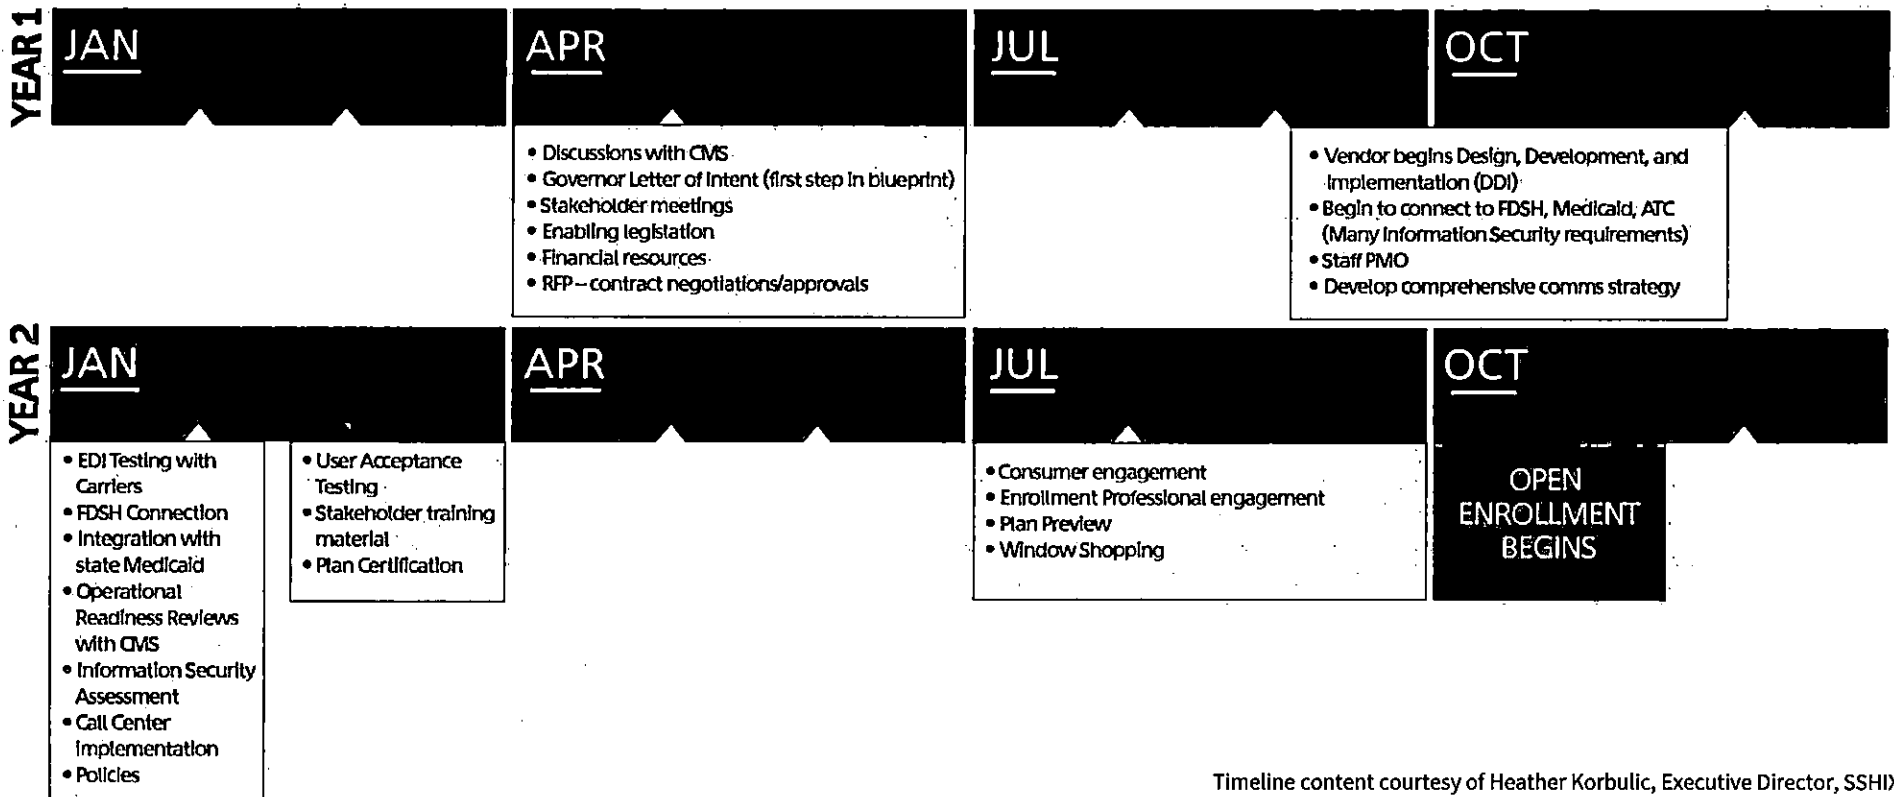 YEAR 1
JAN
APR
JUL
OCT
• Discussions with CMS
• Governor Letter of Intent (first step in blueprint)
• Stakeholder meetings
• Enabling legislation
• Financial resources
• RFP – contract negotiations/approvals
• Vendor begins Design, Development, and
Implementation (DDI)
• Begin to connect to FDSH, Medicaid, ATC
(Many Information Security requirements)
• Staff PMO
• Develop comprehensive comms strategy
YEAR 2
JAN
APR
JUL
OCT
• EDI Testing with
Carriers
• FDSH Connection
• Integration with
state Medicaid
• Operational
Readiness Reviews
with CMS
• Information Security
Assessment
• Call Center
Implementation
• Policies
• User Acceptance
Testing
• Stakeholder training
material
• Plan Certification
• Consumer engagement
• Enrollment Professional engagement
• Plan Preview
• Window Shopping
OPEN
ENROLLMENT
BEGINS
Timeline content courtesy of Heather Korbulic, Executive Director, SSHIX